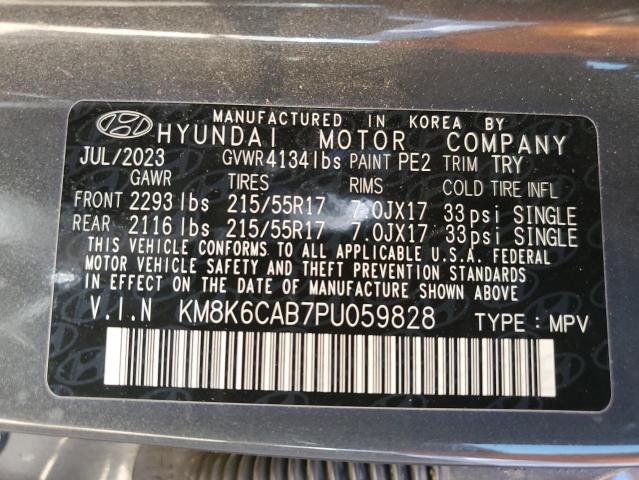 MANUFACTURED IN KOREA BY
HYUNDAI MOTOR COMPANY
JUL/2023 GVWR 4134lbs PAINT PE2 TRIM TRY
GAWR TIRES RIMS COLD TIRE INFL
FRONT 2293 lbs 215/55R17 7.0JX17 33psi SINGLE
REAR 2116 lbs 215/55R17 7.0JX17 33psi SINGLE
THIS VEHICLE CONFORMS TO ALL APPLICABLE U.S.A. FEDERAL
MOTOR VEHICLE SAFETY AND THEFT PREVENTION STANDARDS
IN EFFECT ON THE DATE OF MANUFACTURE SHOWN ABOVE.
V.I.N KM8K6CAB7PU059828 TYPE : MPV